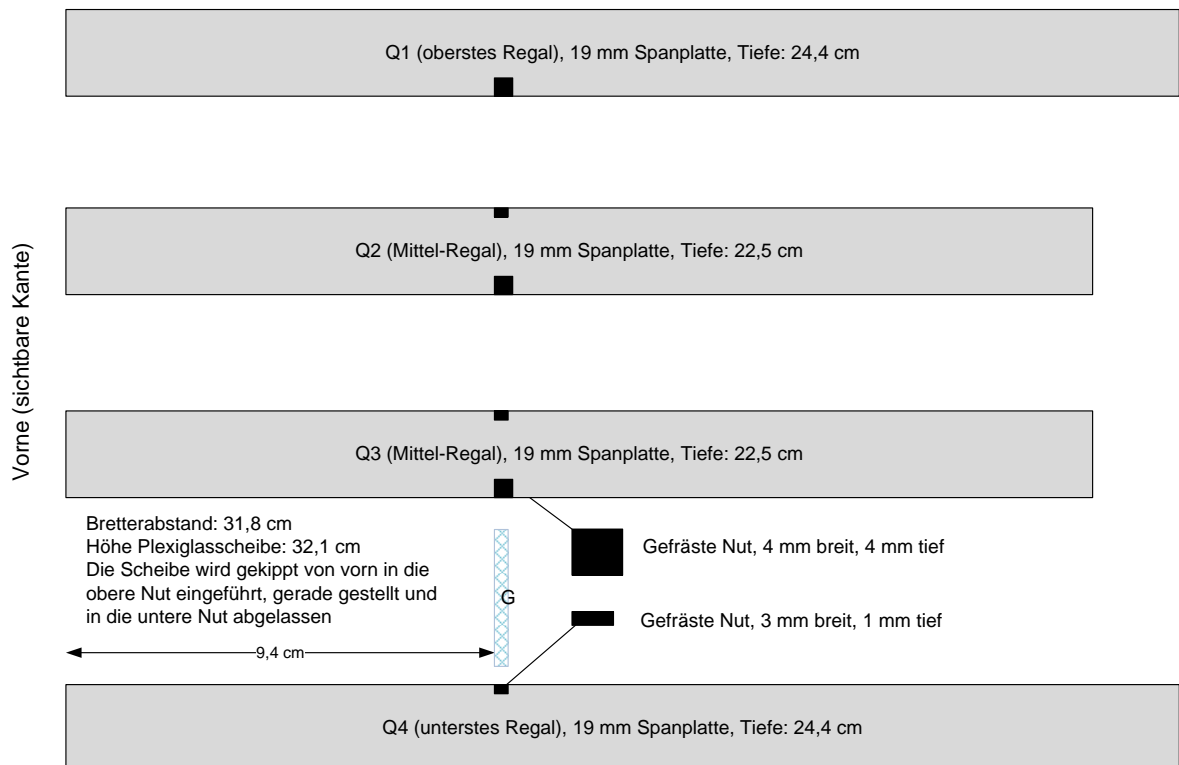 Q1 (oberstes Regal), 19 mm Spanplatte, Tiefe: 24,4 cm
Vorne (sichtbare Kante)
Q2 (Mittel-Regal), 19 mm Spanplatte, Tiefe: 22,5 cm
Q3 (Mittel-Regal), 19 mm Spanplatte, Tiefe: 22,5 cm
Bretterabstand: 31,8 cm
Höhe Plexiglasscheibe: 32,1 cm
Die Scheibe wird gekippt von vorn in die
obere Nut eingeführt, gerade gestellt und
in die untere Nut abgelassen
G
Gefräste Nut, 4 mm breit, 4 mm tief
Gefräste Nut, 3 mm breit, 1 mm tief
9,4 cm
Q4 (unterstes Regal), 19 mm Spanplatte, Tiefe: 24,4 cm